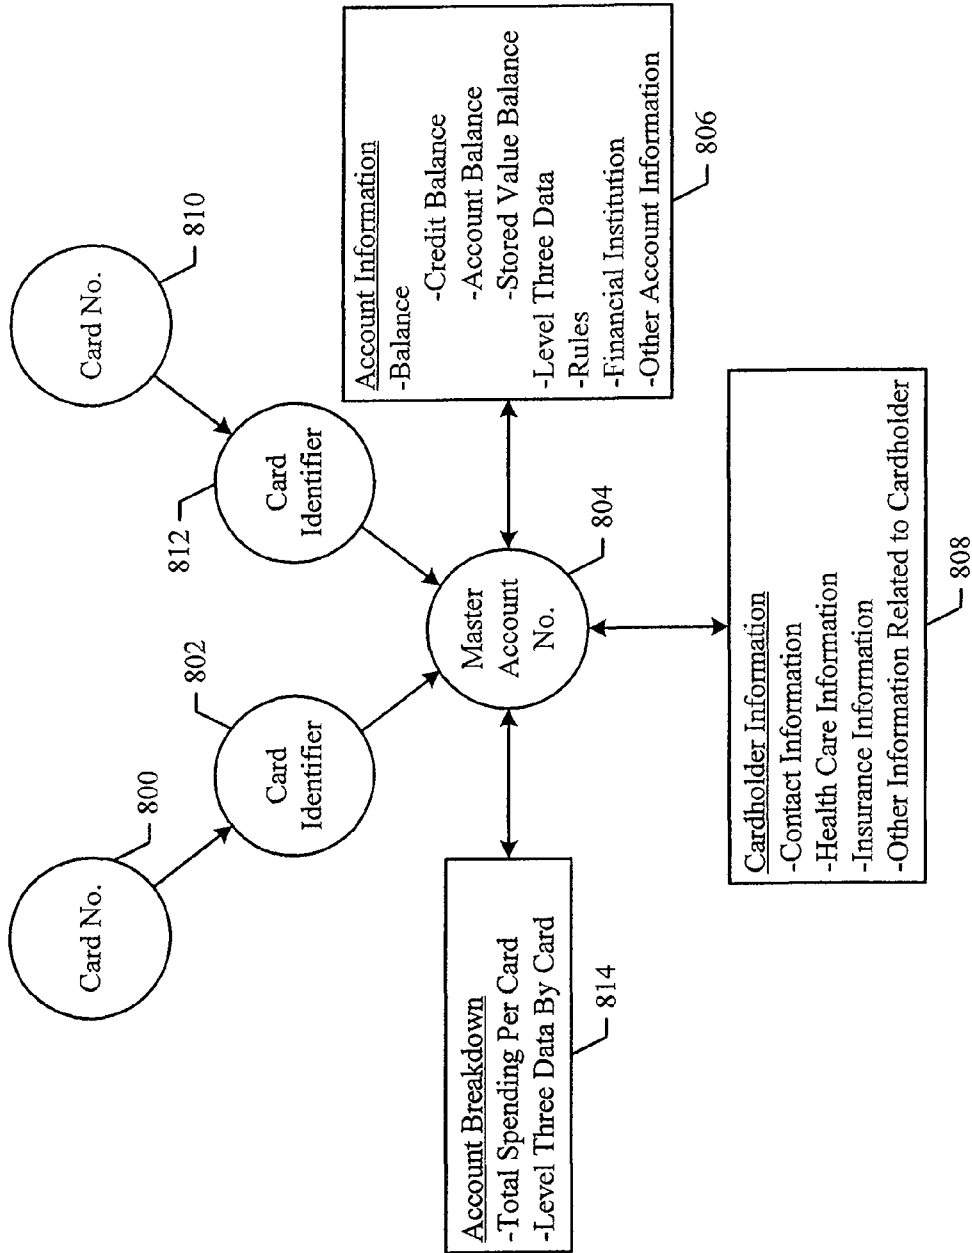 Card No.
800
Card No.
810
Card
Identifier
802
Card
Identifier
812
Master
Account
No.
804
Account Breakdown
-Total Spending Per Card
-Level Three Data By Card
814
Account Information
-Balance
-Credit Balance
-Account Balance
-Stored Value Balance
-Level Three Data
-Rules
-Financial Institution
-Other Account Information
806
Cardholder Information
-Contact Information
-Health Care Information
-Insurance Information
-Other Information Related to Cardholder
808